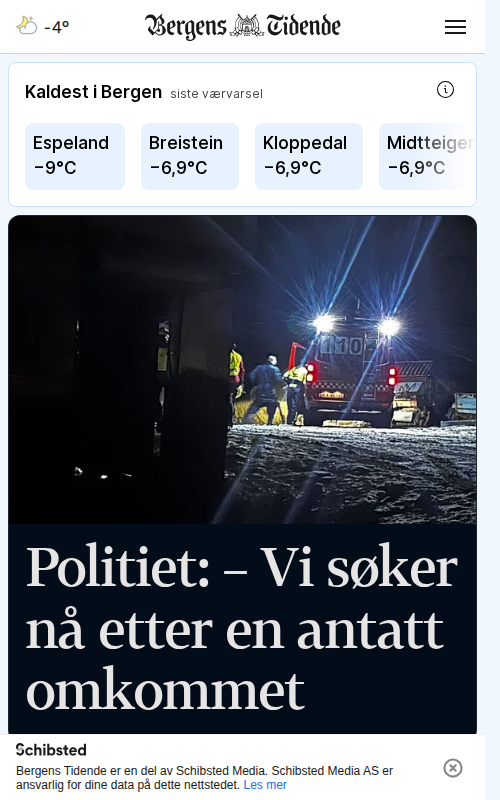 -4°
Bergens Tidende
Kaldest i Bergen siste værvarsel
Espeland Breistein Kloppedal Midtteigen
−9°C −6,9°C −6,9°C −6,9°C
110
Politiet: – Vi søker
nå etter en antatt
omkommet
Schibsted
Bergens Tidende er en del av Schibsted Media. Schibsted Media AS er
ansvarlig for dine data på dette nettstedet. Les mer